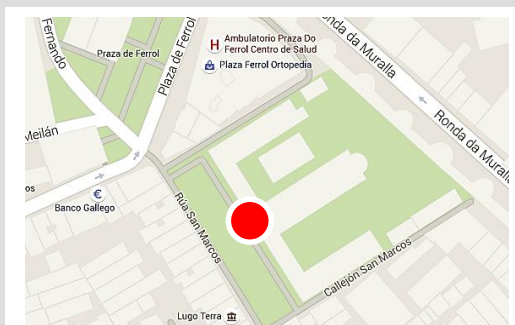 Fernando
Praza de Ferrol
Plaza de Ferrol
H
Ambulatorio Praza Do
Ferrol Centro de Salud
Plaza Ferrol Ortopedia
Ronda da Muralla
Ronda da Muralla
Meilán
os
€
Banco Gallego
Rúa San Marcos
Callejón San Marcos
Lugo Terra